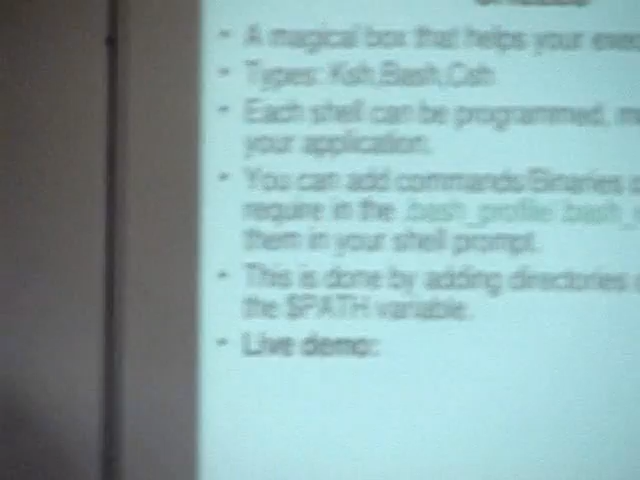 • A magical box that helps your
• Types: Ksh,Bash,Csh
• Each shell can be programmed,
your application.
• You can add commands/Binaries
require in the .bash_profile .bash_
them in your shell prompt.
• This is done by adding directories
the $PATH variable.
• Live demo: